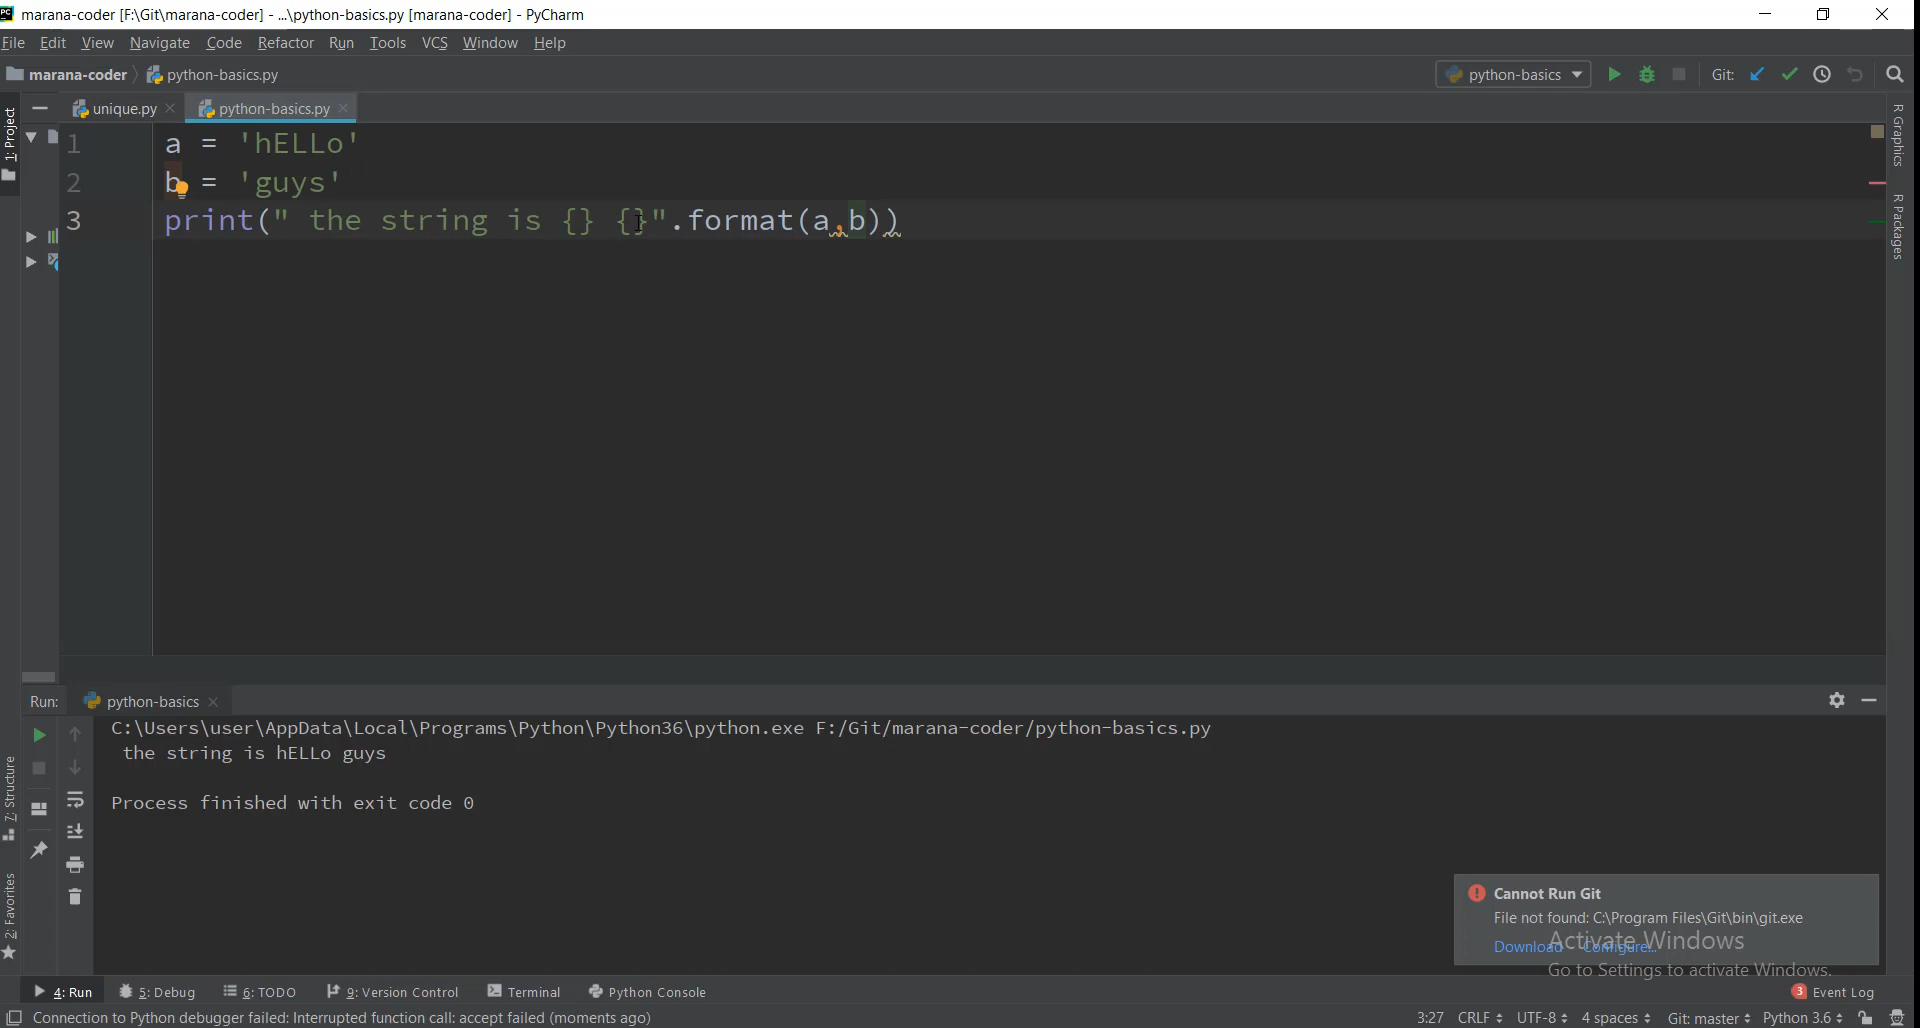 marana-coder [F:\Git\marana-coder] - ...\python-basics.py [marana-coder] - PyCharm
File Edit View Navigate Code Refactor Run Tools VCS Window Help
marana-coder python-basics.py python-basics Git:
1: Project
unique.py python-basics.py
R Graphics
R Packages
1 a = 'hELLo'
2 b = 'guys'
3 print(" the string is {} {}".format(a,b))
Run: python-basics
C:\Users\user\AppData\Local\Programs\Python\Python36\python.exe F:/Git/marana-coder/python-basics.py
the string is hELLo guys
Process finished with exit code 0
7: Structure
2: Favorites
Cannot Run Git
File not found: C:\Program Files\Git\bin\git.exe
Download Configure...
Activate Windows
Go to Settings to activate Windows.
4: Run 5: Debug 6: TODO 9: Version Control Terminal Python Console 3 Event Log
Connection to Python debugger failed: Interrupted function call: accept failed (moments ago) 3:27 CRLF UTF-8 4 spaces Git: master Python 3.6